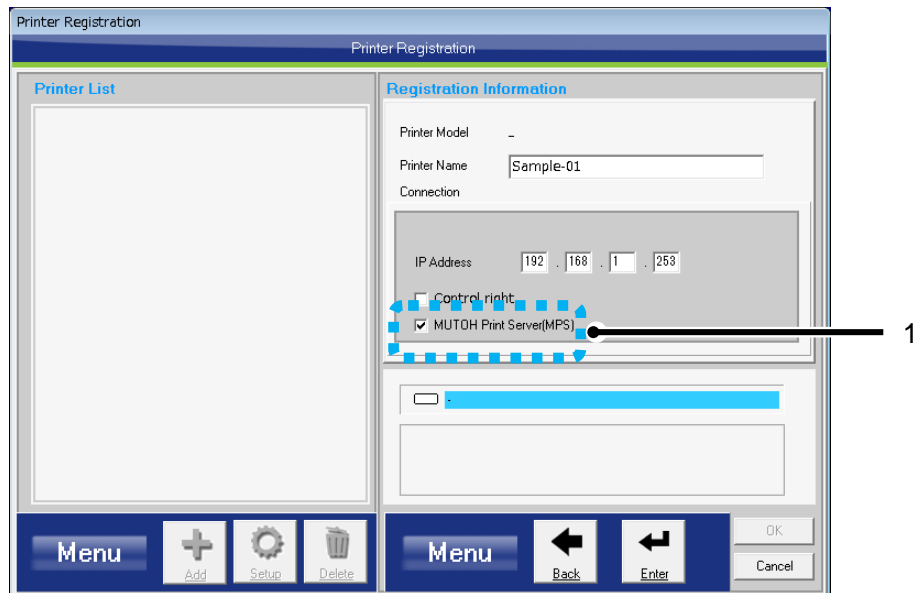 Printer Registration
Printer Registration
Printer List
Registration Information
Printer Model -
Printer Name Sample-01
Connection
IP Address 192 . 168 . 1 . 253
Control right
MUTOH Print Server(MPS)
1
-
Menu Add Setup Delete
Menu Back Enter
OK
Cancel